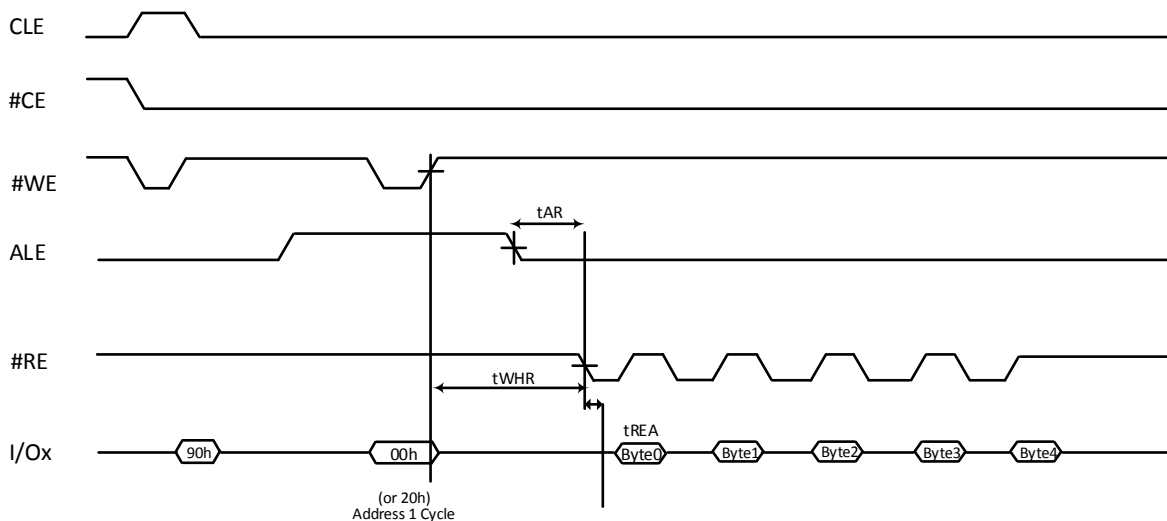 CLE
#CE
#WE
tAR
ALE
#RE
tWHR
tREA
I/Ox
90h
00h
Byte0
Byte1
Byte2
Byte3
Byte4
(or 20h)
Address 1 Cycle